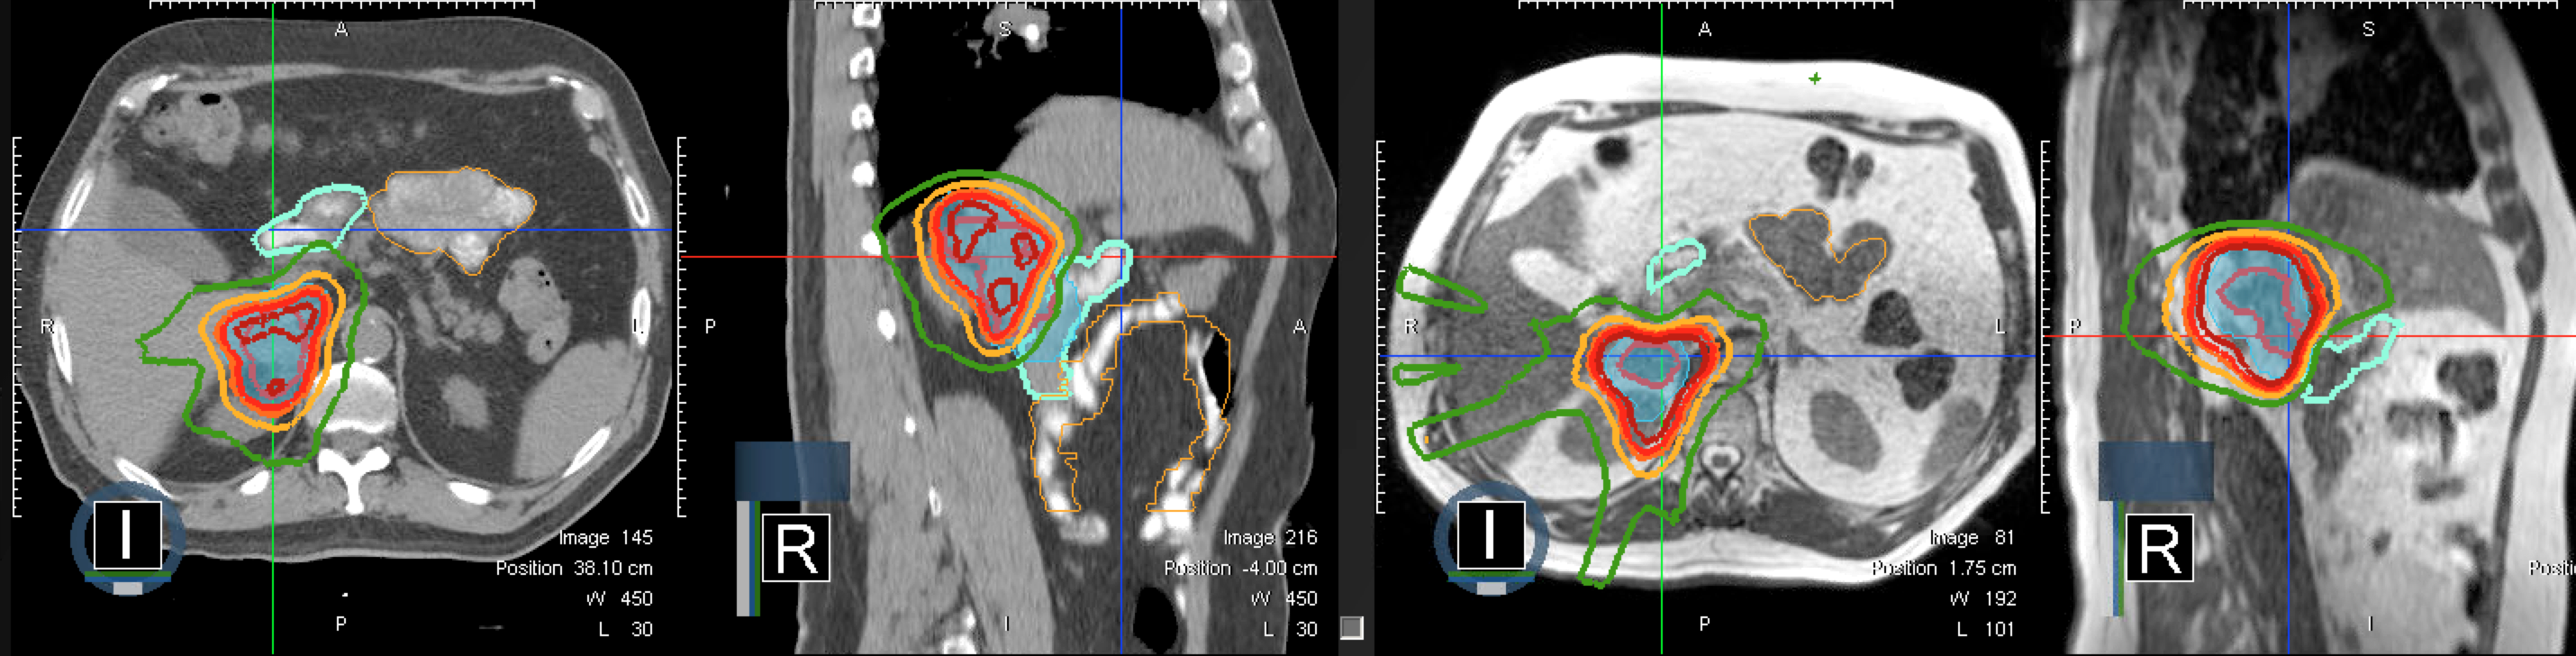 A
R
L
I
Image 145
Position 38.10 cm
W 450
L 30
P
S
P
A
R
Image 216
Position -4.00 cm
W 450
L 30
I
A
R
L
I
Image 81
Position 1.75 cm
W 192
L 101
P
S
P
R
I